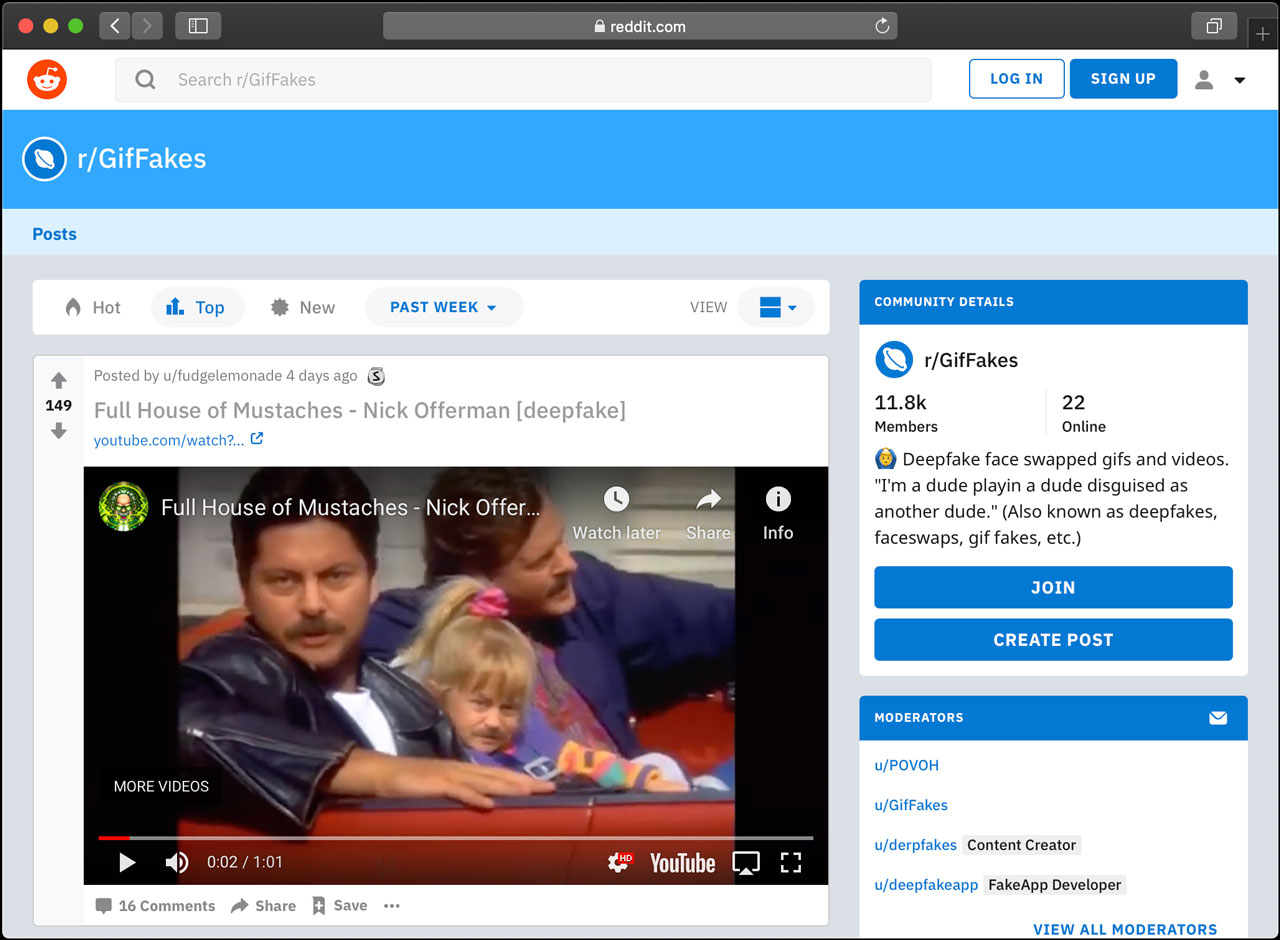 reddit.com
Search r/GifFakes
LOG IN
SIGN UP
r/GifFakes
Posts
Hot
Top
New
PAST WEEK
VIEW
149
Posted by u/fudgelemonade 4 days ago
S
Full House of Mustaches - Nick Offerman [deepfake]
youtube.com/watch?...
Full House of Mustaches - Nick Offer...
Watch later
Share
Info
MORE VIDEOS
0:02 / 1:01
HD
YouTube
16 Comments
Share
Save
COMMUNITY DETAILS
r/GifFakes
11.8k
Members
22
Online
Deepfake face swapped gifs and videos.
"I'm a dude playin a dude disguised as
another dude." (Also known as deepfakes,
faceswaps, gif fakes, etc.)
JOIN
CREATE POST
MODERATORS
u/POVOH
u/GifFakes
u/derpfakes Content Creator
u/deepfakeapp FakeApp Developer
VIEW ALL MODERATORS